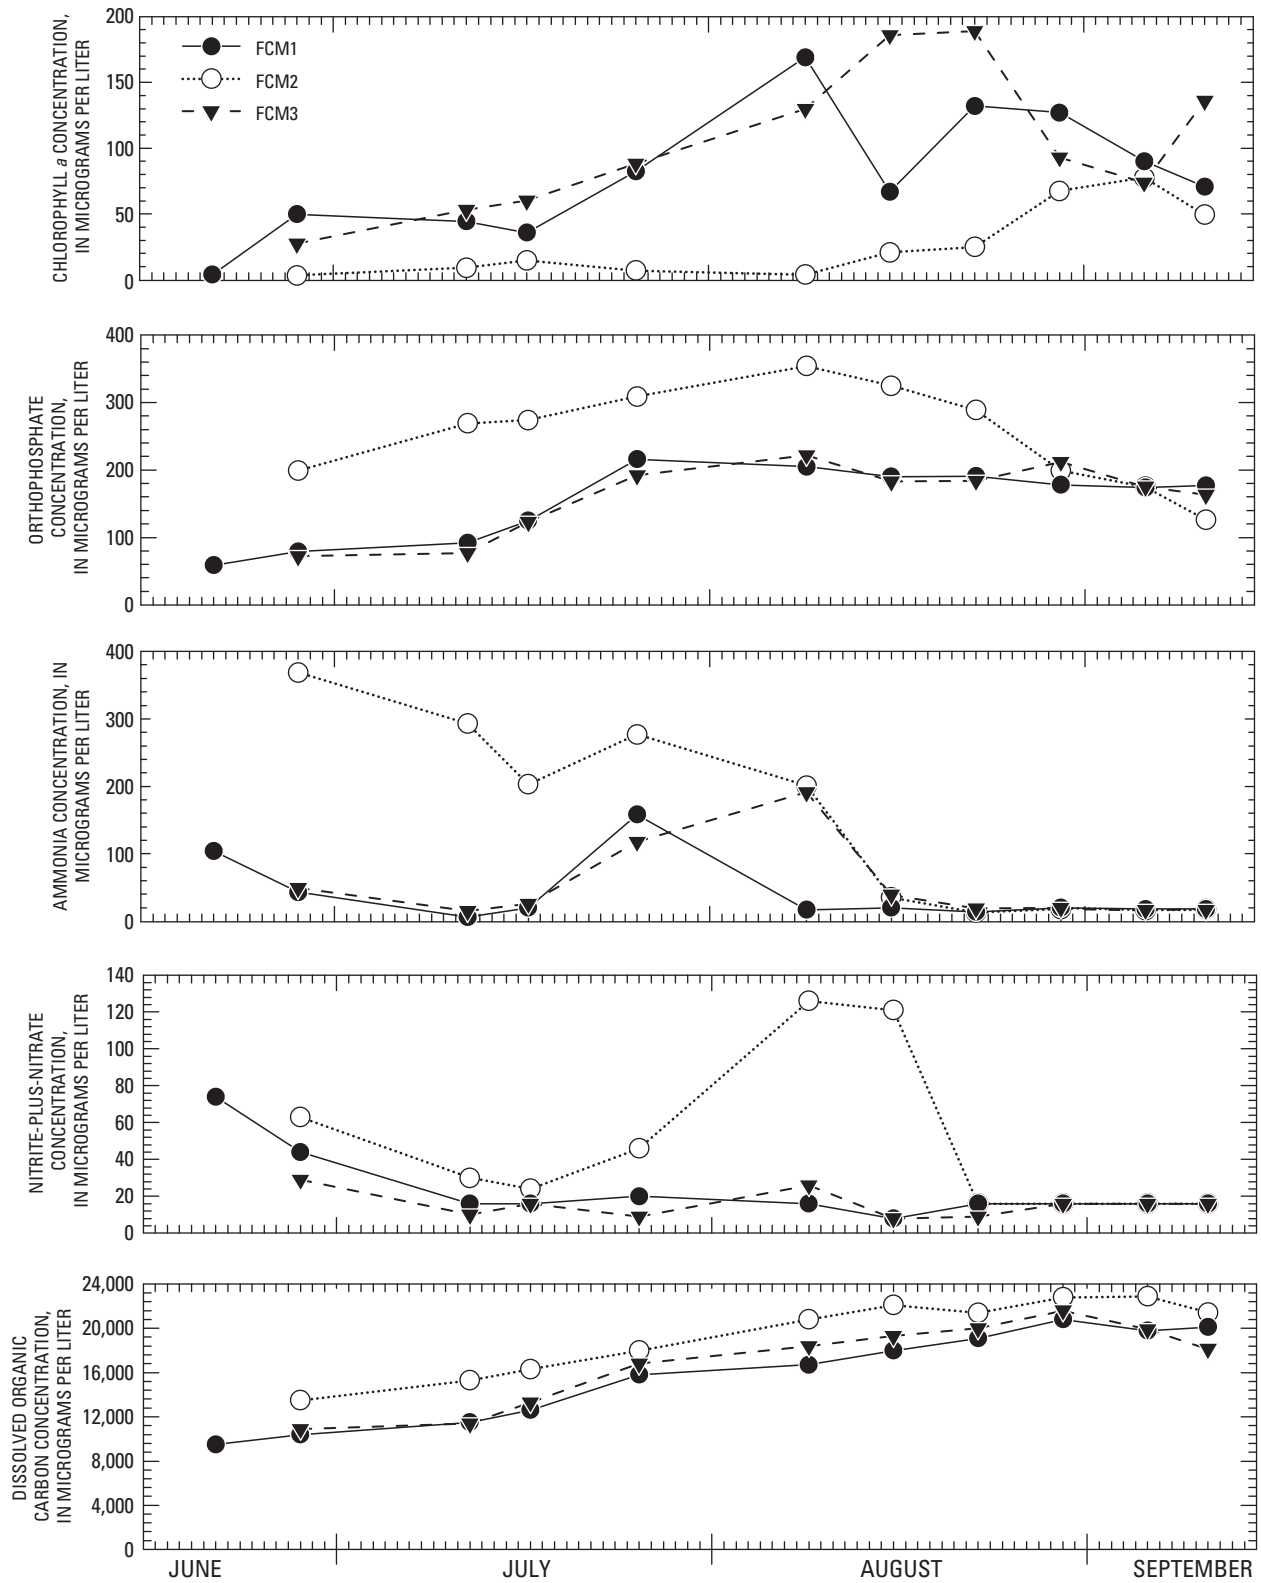 CHLOROPHYLL a CONCENTRATION,
IN MICROGRAMS PER LITER
200
150
100
50
0
FCM1
FCM2
FCM3
ORTHOPHOSPHATE
CONCENTRATION,
IN MICROGRAMS PER LITER
400
300
200
100
0
AMMONIA CONCENTRATION, IN
MICROGRAMS PER LITER
400
300
200
100
0
NITRITE-PLUS-NITRATE
CONCENTRATION,
IN MICROGRAMS PER LITER
140
120
100
80
60
40
20
0
DISSOLVED ORGANIC
CARBON CONCENTRATION,
IN MICROGRAMS PER LITER
24,000
20,000
16,000
12,000
8,000
4,000
0
JUNE JULY AUGUST SEPTEMBER